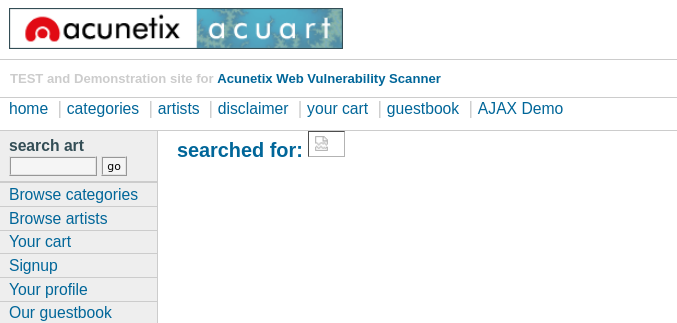 acunetix acuart
TEST and Demonstration site for Acunetix Web Vulnerability Scanner
home | categories | artists | disclaimer | your cart | guestbook | AJAX Demo
search art
go
Browse categories
Browse artists
Your cart
Signup
Your profile
Our guestbook
searched for: